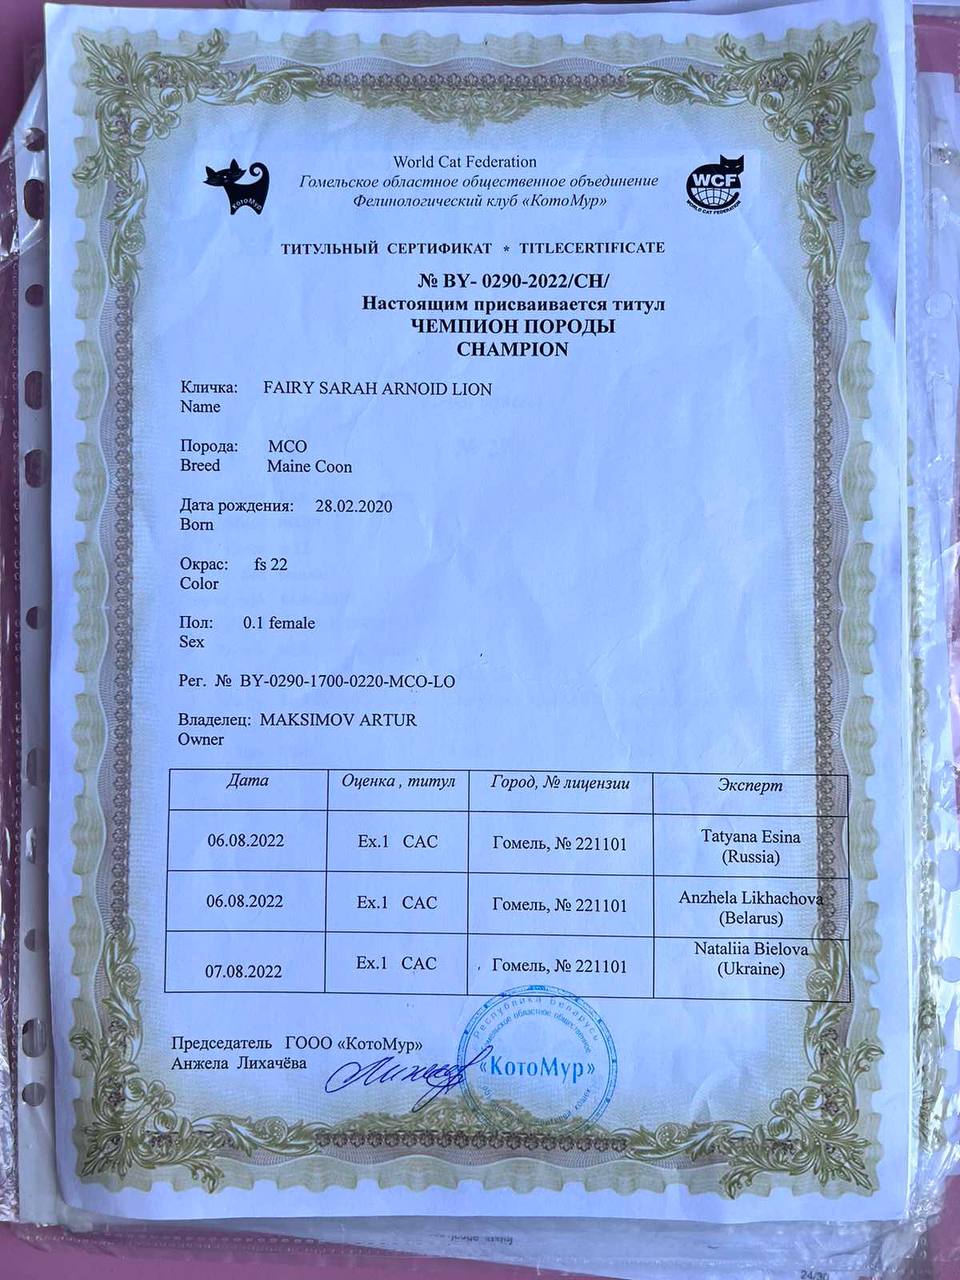 World Cat Federation
Гомельское областное общественное объединение
Фелинологический клуб «КотоМур»
КотоМур
WCF
WORLD CAT FEDERATION
ТИТУЛЬНЫЙ СЕРТИФИКАТ * TITLECERTIFICATE
№ BY- 0290-2022/CH/
Настоящим присваивается титул
ЧЕМПИОН ПОРОДЫ
CHAMPION
Кличка: FAIRY SARAH ARNOID LION
Name
Порода: MCO
Breed Maine Coon
Дата рождения: 28.02.2020
Born
Окрас: fs 22
Color
Пол: 0.1 female
Sex
Рег. № BY-0290-1700-0220-MCO-LO
Владелец: MAKSIMOV ARTUR
Owner
Дата Оценка , титул Город, № лицензии Эксперт
06.08.2022 Ex.1 CAC Гомель, № 221101 Tatyana Esina
(Russia)
06.08.2022 Ex.1 CAC Гомель, № 221101 Anzhela Likhachova
(Belarus)
07.08.2022 Ex.1 CAC Гомель, № 221101 Nataliia Bielova
(Ukraine)
Председатель ГООО «КотоМур»
Анжела Лихачёва
Республика Беларусь
Гомельское областное общественное
«КотоМур»
кошек